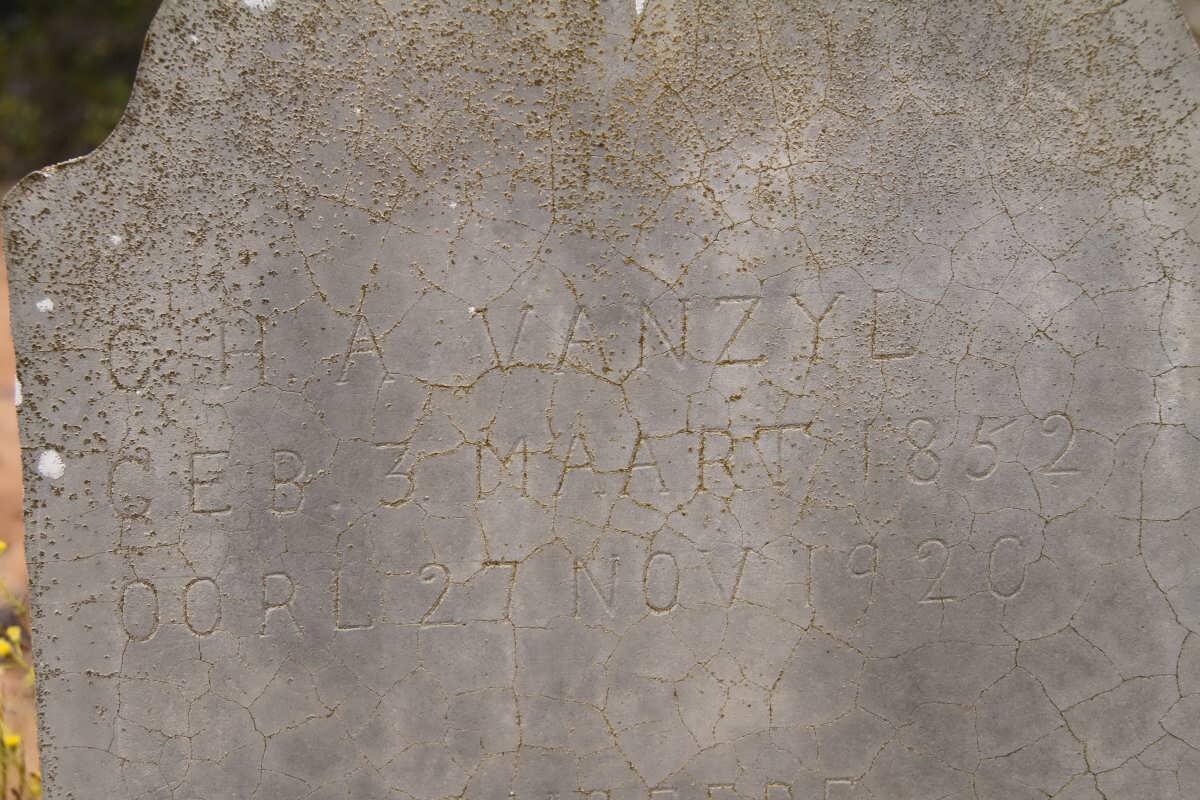 C H. A VAN ZYL
GEB. 3 MAART 1852
OORL 27 NOV 1920